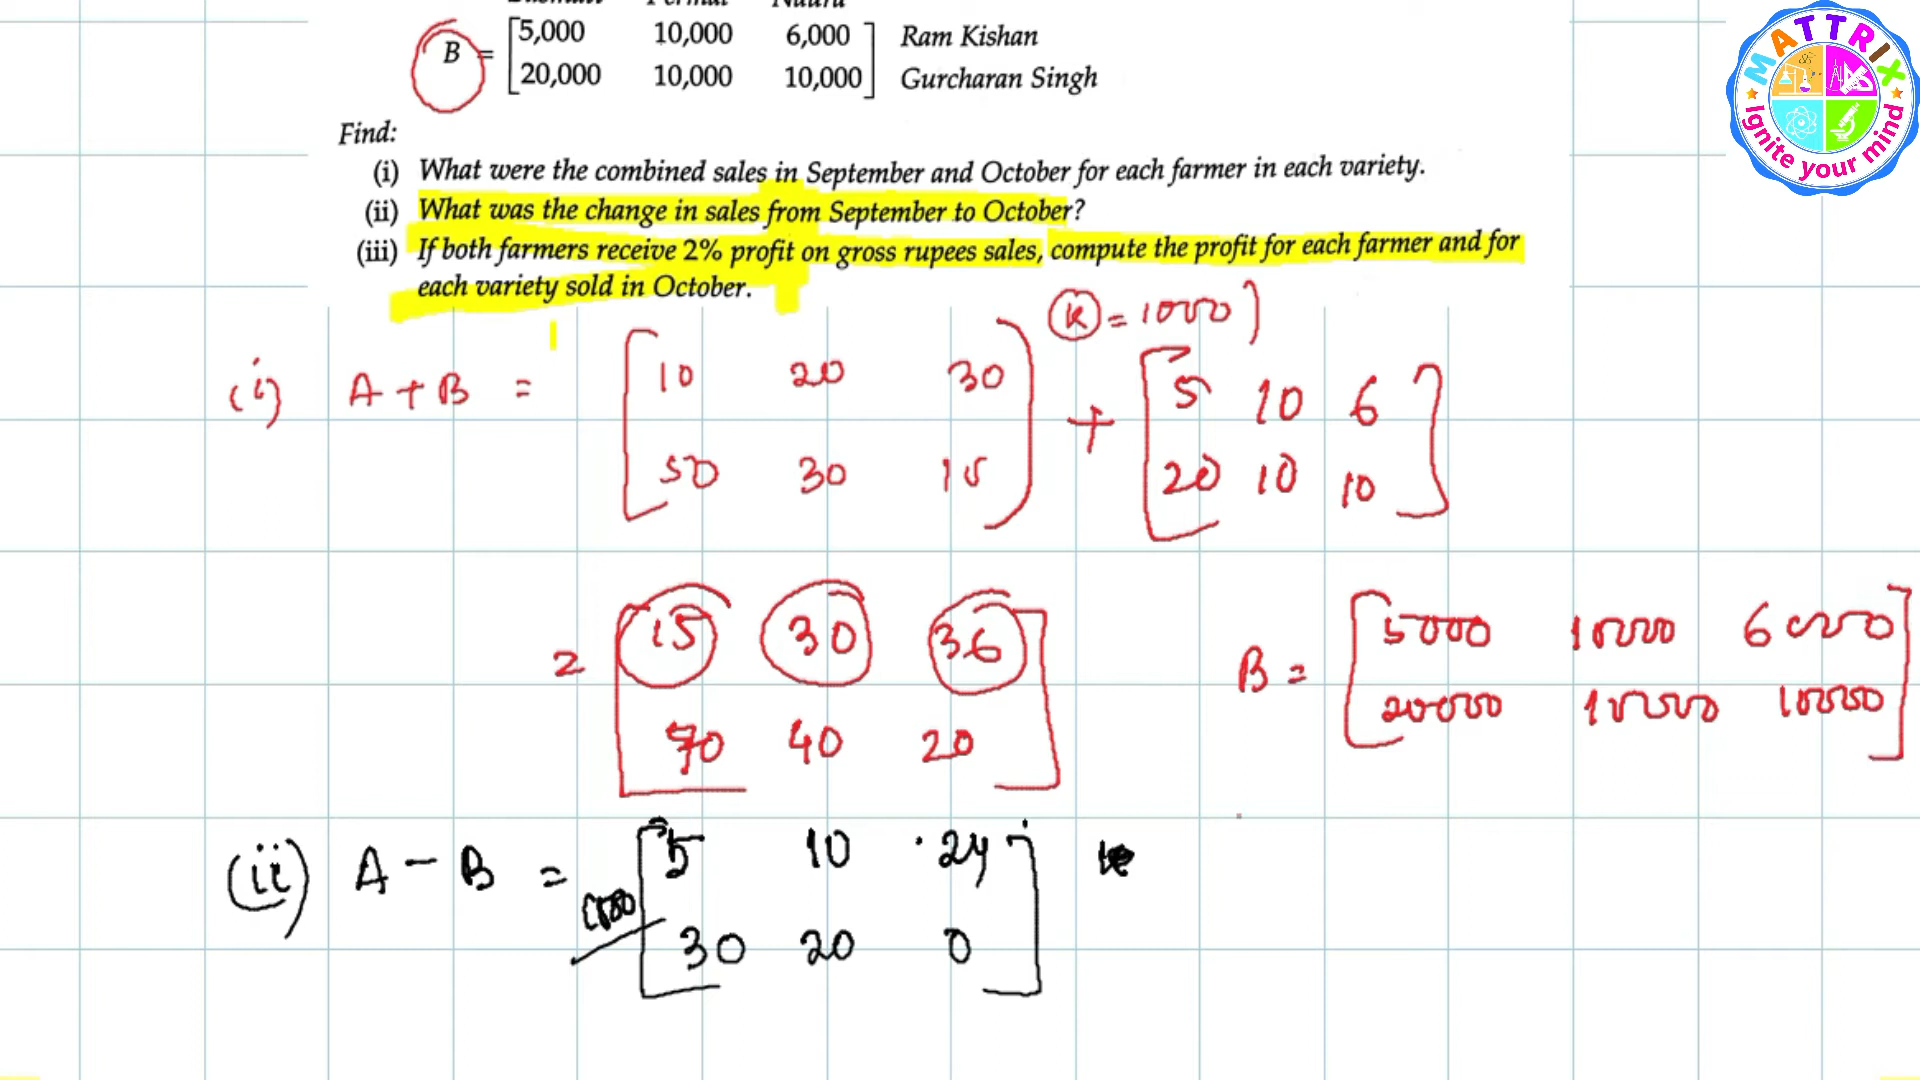 B = [5,000 10,000 6,000] Ram Kishan
[20,000 10,000 10,000] Gurcharan Singh
Find:
(i) What were the combined sales in September and October for each farmer in each variety.
(ii) What was the change in sales from September to October?
(iii) If both farmers receive 2% profit on gross rupees sales, compute the profit for each farmer and for
each variety sold in October.
(k = 1000)
(i) A + B = [10 20 30] + [5 10 6]
[50 30 10] [20 10 10]
= [15 30 36]
[70 40 20]
B = [5000 10000 6000]
[20000 10000 10000]
(ii) A - B = 1000 [5 10 24]
[30 20 0]
MATTRIX
Ignite your mind